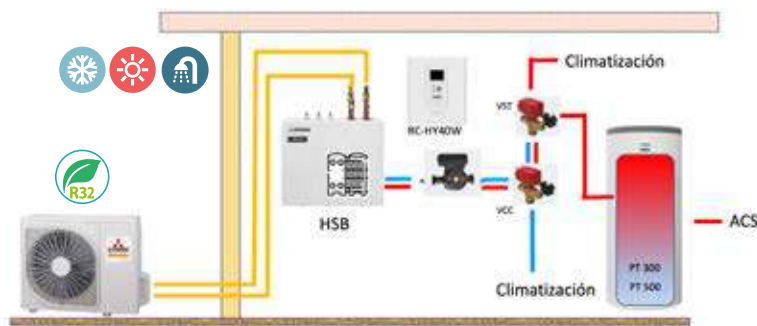 Climatización
VST
RC-HY40W
R32
HSB
VCC
ACS
PT 300
PT 500
Climatización